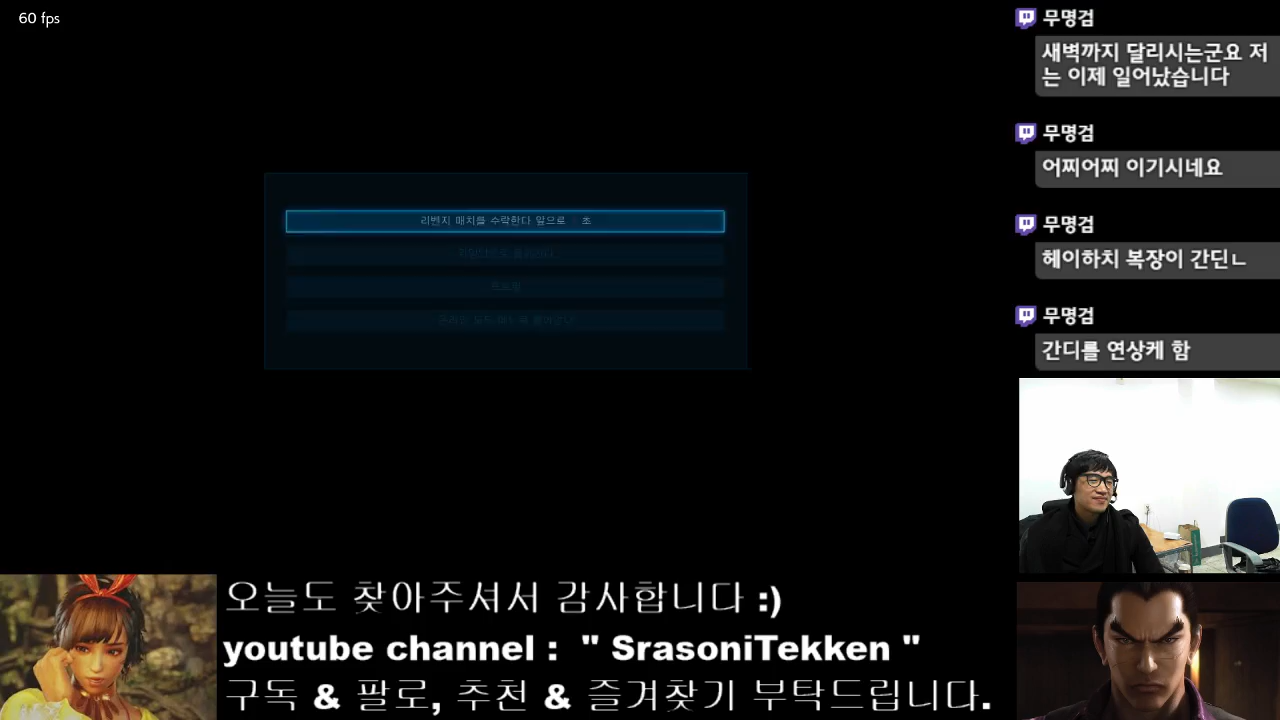 60 fps
무명검
새벽까지 달리시는군요 저
는 이제 일어났습니다
무명검
어찌어찌 이기시네요
무명검
헤이하치 복장이 간딘ㄴ
무명검
간디를 연상케 함
리벤지 매치를 수락한다 앞으로 초
오늘도 찾아주셔서 감사합니다 :)
youtube channel : " SrasoniTekken "
구독 & 팔로, 추천 & 즐겨찾기 부탁드립니다.